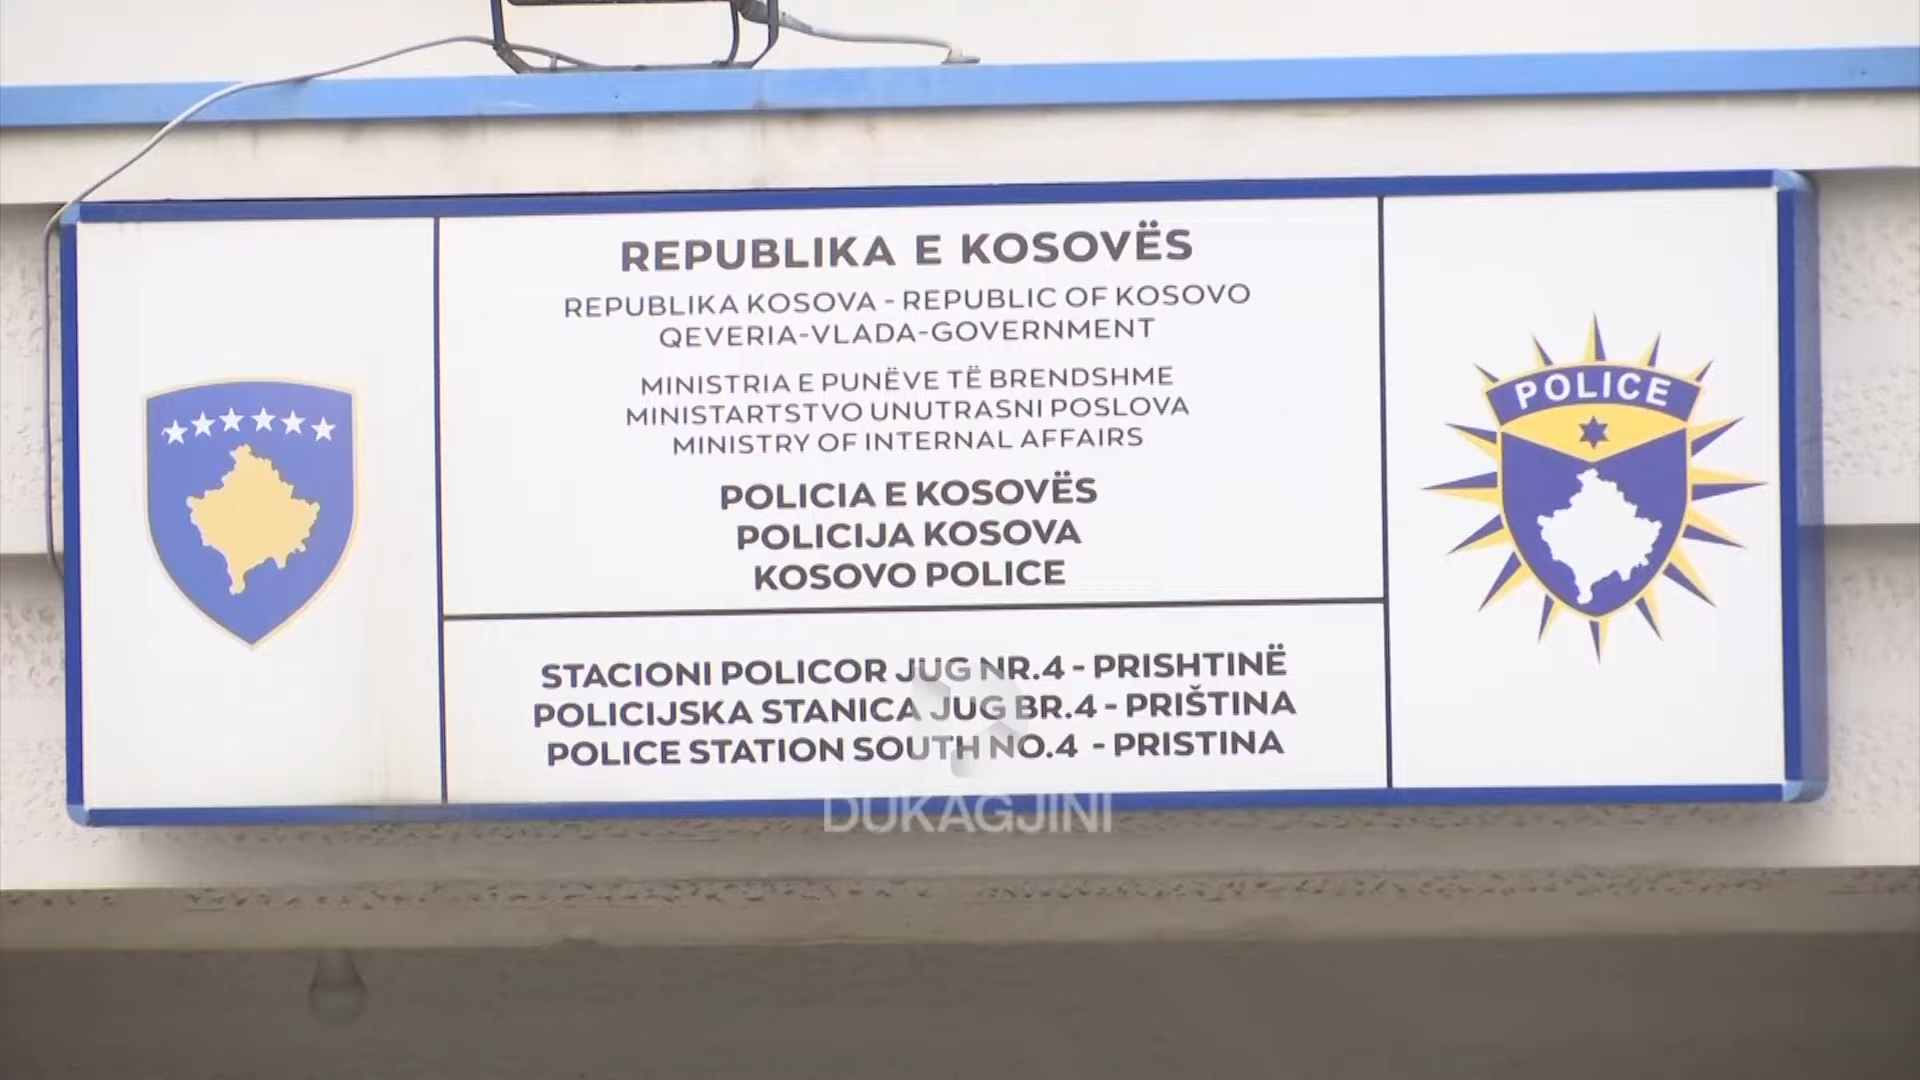 REPUBLIKA E KOSOVËS
REPUBLIKA KOSOVA - REPUBLIC OF KOSOVO
QEVERIA-VLADA-GOVERNMENT
MINISTRIA E PUNËVE TË BRENDSHME
MINISTARTSTVO UNUTRASNI POSLOVA
MINISTRY OF INTERNAL AFFAIRS
POLICIA E KOSOVËS
POLICIJA KOSOVA
KOSOVO POLICE
POLICE
STACIONI POLICOR JUG NR.4 - PRISHTINË
POLICIJSKA STANICA JUG BR.4 - PRIŠTINA
POLICE STATION SOUTH NO.4 - PRISTINA
DUKAGJINI